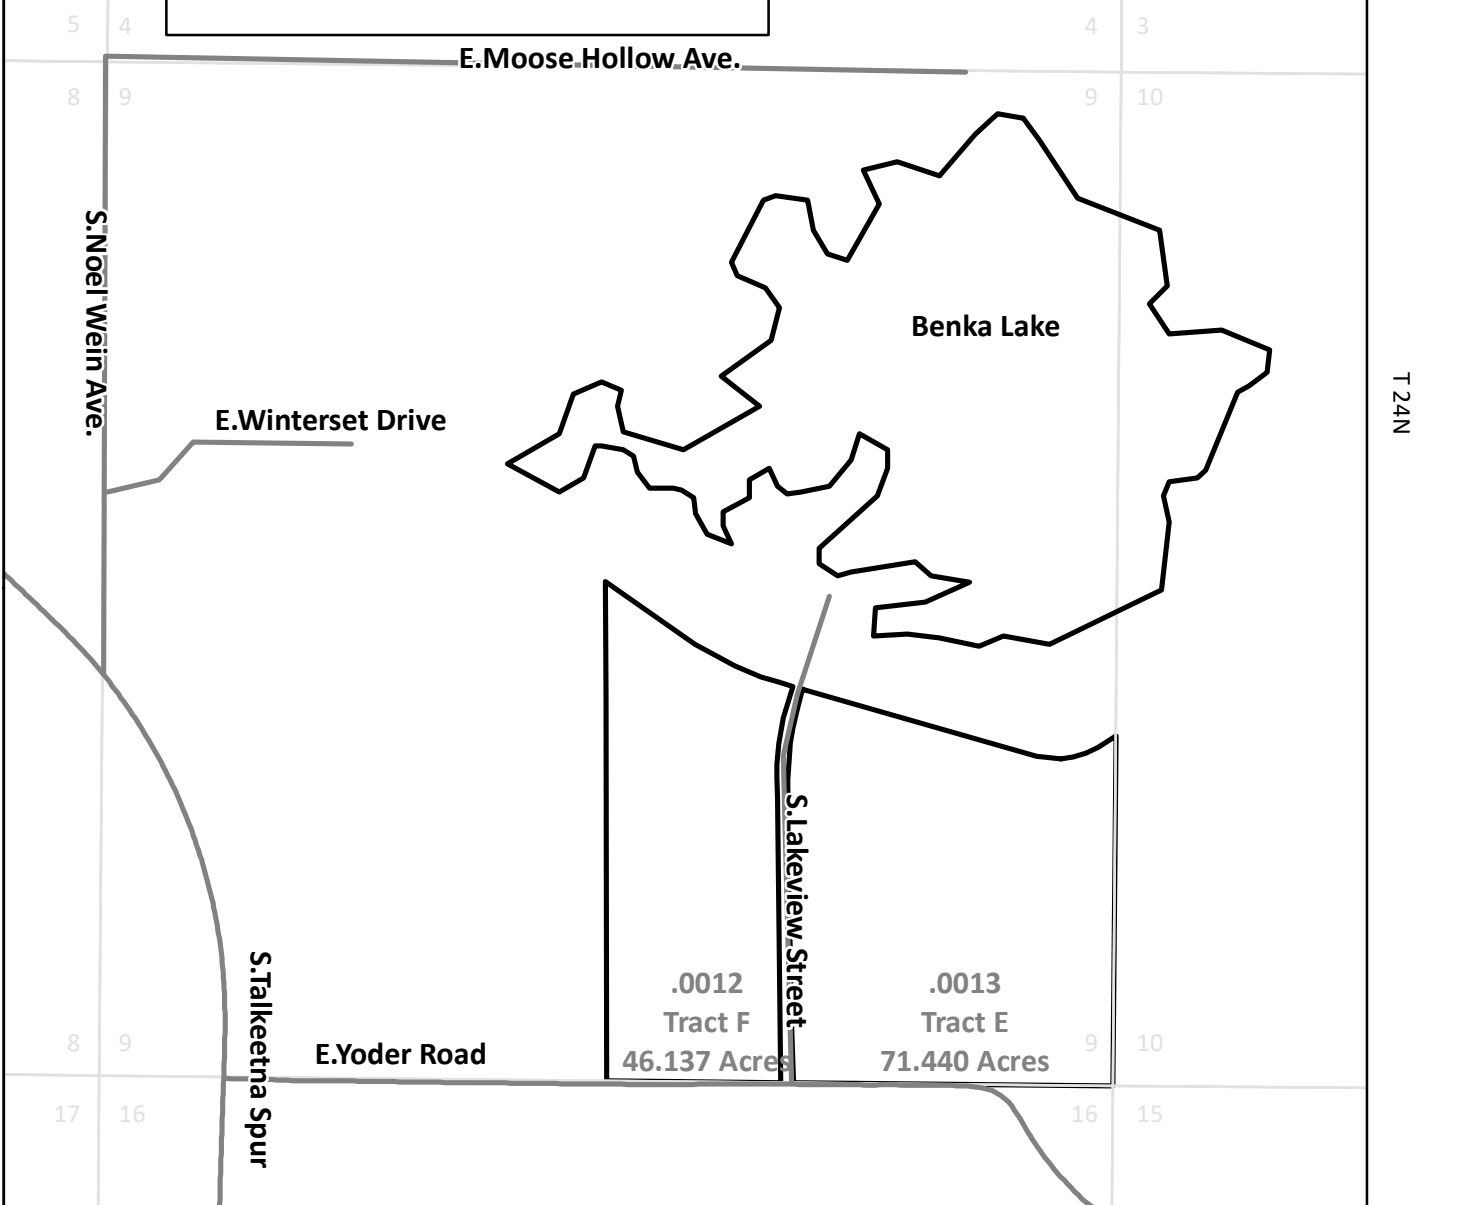 5 4
4 3
E.Moose Hollow Ave.
8 9
9 10
S.Noel Wein Ave.
Benka Lake
T 24N
E.Winterset Drive
S.Lakeview Street
S.Talkeetna Spur
.0012
Tract F
46.137 Acres
.0013
Tract E
71.440 Acres
8 9
E.Yoder Road
9 10
17 16
16 15